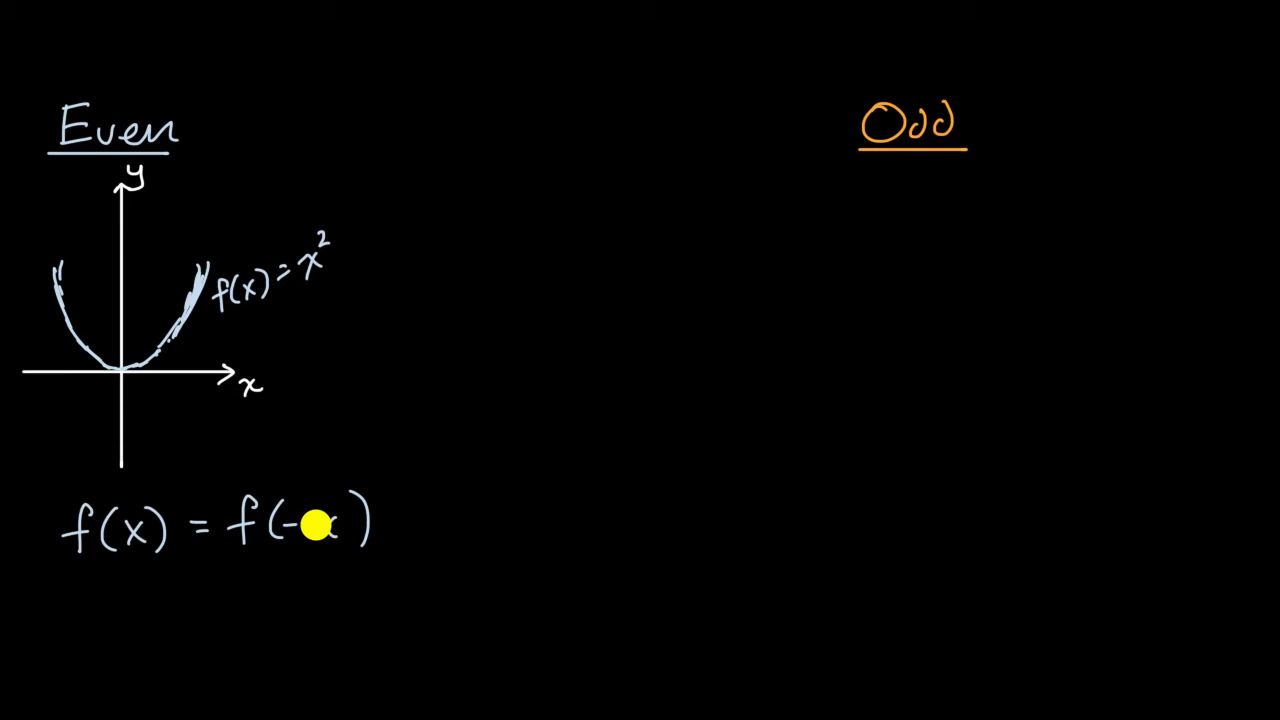 Even
Odd
y
f(x) = x²
x
f(x) = f(-x)